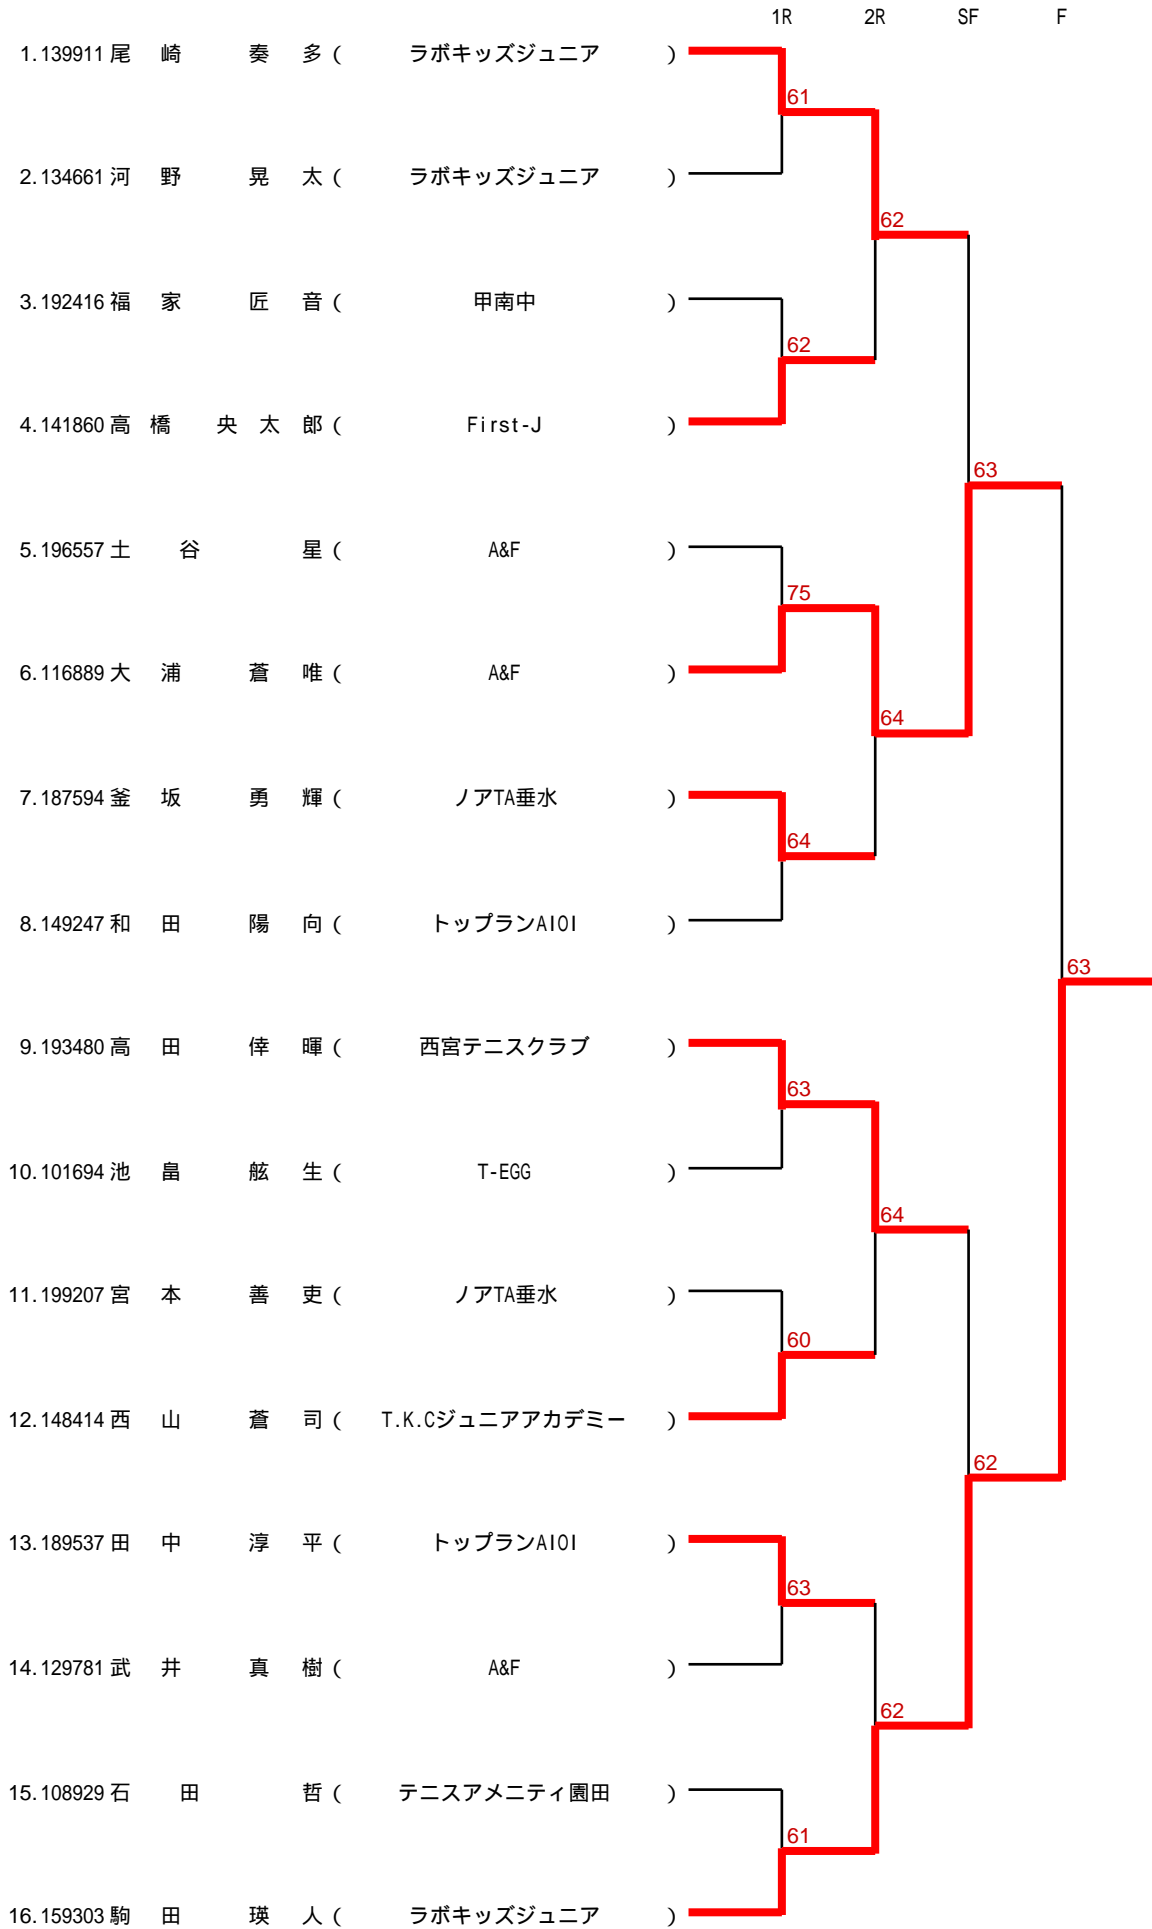 1R 2R SF F
1.139911 尾 崎 奏 多 ( ラボキッズジュニア )
61
2.134661 河 野 晃 太 ( ラボキッズジュニア )
62
3.192416 福 家 匠 音 ( 甲南中 )
62
4.141860 高 橋 央 太 郎 ( First-J )
63
5.196557 土 谷 星 ( A&F )
75
6.116889 大 浦 蒼 唯 ( A&F )
64
7.187594 釜 坂 勇 輝 ( ノアTA垂水 )
64
8.149247 和 田 陽 向 ( トップランAIOI )
63
9.193480 高 田 倖 暉 ( 西宮テニスクラブ )
63
10.101694 池 畠 舷 生 ( T-EGG )
64
11.199207 宮 本 善 吏 ( ノアTA垂水 )
60
12.148414 西 山 蒼 司 ( T.K.Cジュニアアカデミー )
62
13.189537 田 中 淳 平 ( トップランAIOI )
63
14.129781 武 井 真 樹 ( A&F )
62
15.108929 石 田 哲 ( テニスアメニティ園田 )
61
16.159303 駒 田 瑛 人 ( ラボキッズジュニア )